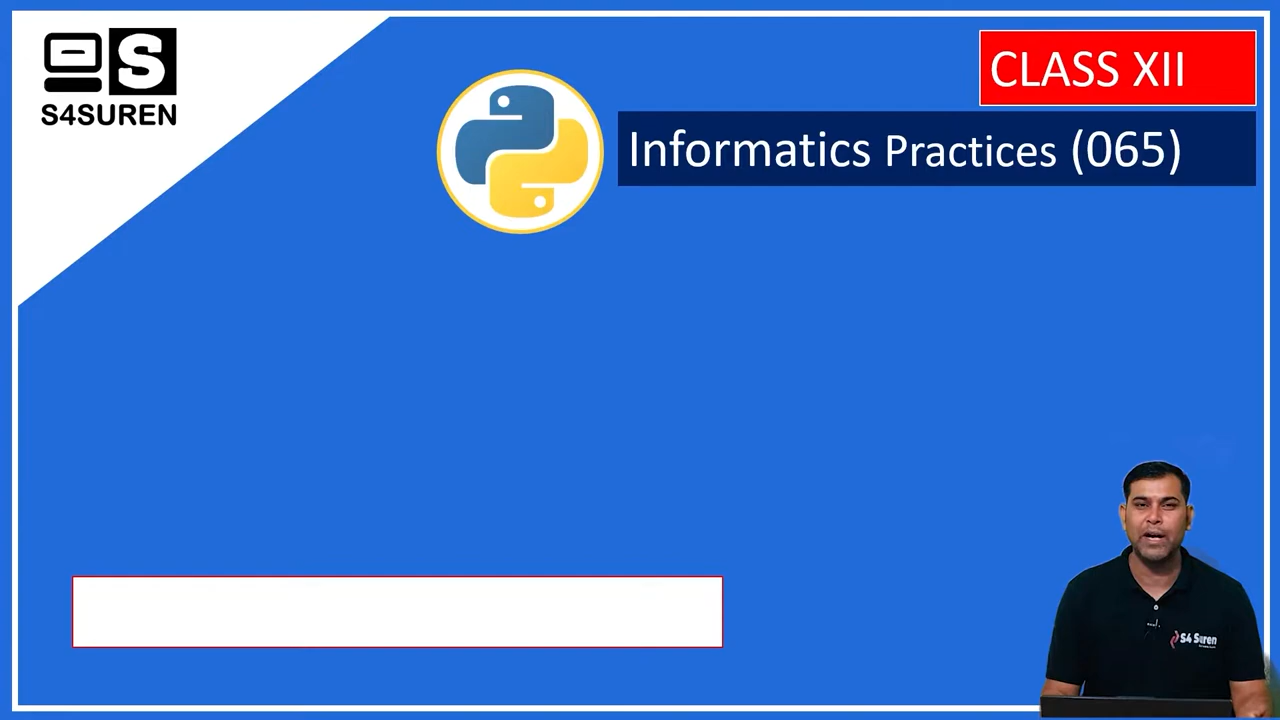 S
S4SUREN
CLASS XII
Informatics Practices (065)
S4 Suren